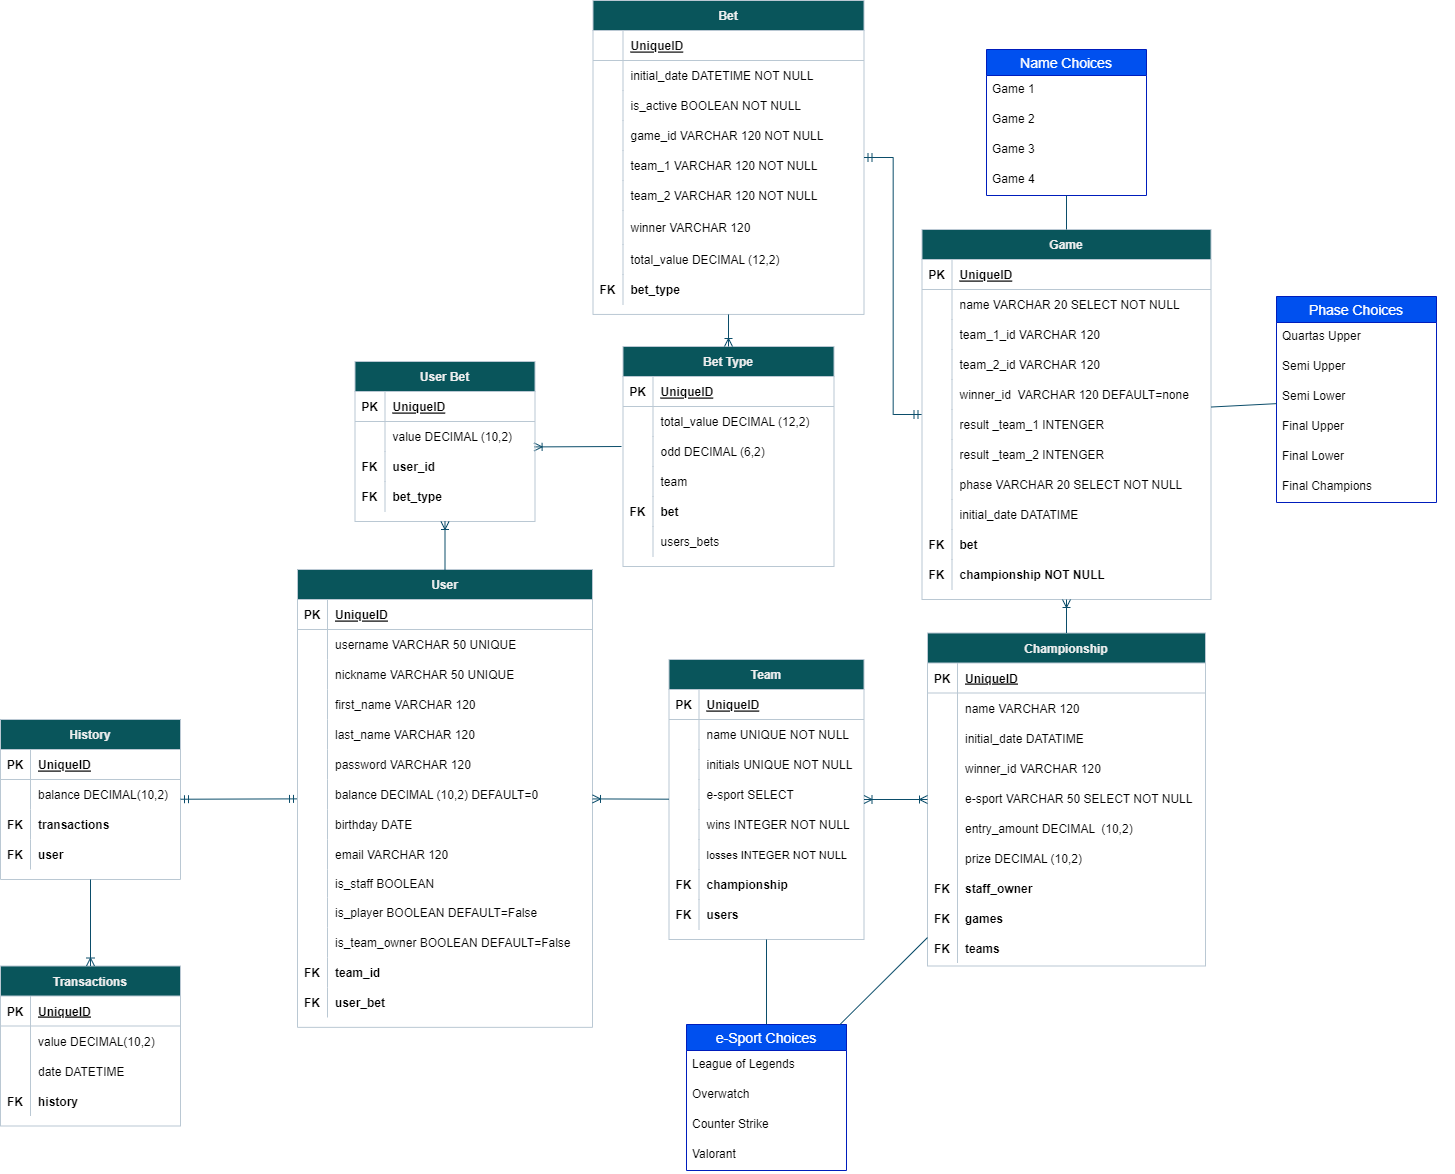 Bet
UniqueID
initial_date DATETIME NOT NULL
is_active BOOLEAN NOT NULL
game_id VARCHAR 120 NOT NULL
team_1 VARCHAR 120 NOT NULL
team_2 VARCHAR 120 NOT NULL
winner VARCHAR 120
total_value DECIMAL (12,2)
FK bet_type
Name Choices
Game 1
Game 2
Game 3
Game 4
Game
PK UniqueID
name VARCHAR 20 SELECT NOT NULL
team_1_id VARCHAR 120
team_2_id VARCHAR 120
winner_id  VARCHAR 120 DEFAULT=none
result _team_1 INTENGER
result _team_2 INTENGER
phase VARCHAR 20 SELECT NOT NULL
initial_date DATATIME
FK bet
FK championship NOT NULL
Phase Choices
Quartas Upper
Semi Upper
Semi Lower
Final Upper
Final Lower
Final Champions
Bet Type
PK UniqueID
total_value DECIMAL (12,2)
odd DECIMAL (6,2)
team
FK bet
users_bets
User Bet
PK UniqueID
value DECIMAL (10,2)
FK user_id
FK bet_type
User
PK UniqueID
username VARCHAR 50 UNIQUE
nickname VARCHAR 50 UNIQUE
first_name VARCHAR 120
last_name VARCHAR 120
password VARCHAR 120
balance DECIMAL (10,2) DEFAULT=0
birthday DATE
email VARCHAR 120
is_staff BOOLEAN
is_player BOOLEAN DEFAULT=False
is_team_owner BOOLEAN DEFAULT=False
FK team_id
FK user_bet
Team
PK UniqueID
name UNIQUE NOT NULL
initials UNIQUE NOT NULL
e-sport SELECT
wins INTEGER NOT NULL
losses INTEGER NOT NULL
FK championship
FK users
Championship
PK UniqueID
name VARCHAR 120
initial_date DATATIME
winner_id VARCHAR 120
e-sport VARCHAR 50 SELECT NOT NULL
entry_amount DECIMAL  (10,2)
prize DECIMAL (10,2)
FK staff_owner
FK games
FK teams
History
PK UniqueID
balance DECIMAL(10,2)
FK transactions
FK user
Transactions
PK UniqueID
value DECIMAL(10,2)
date DATETIME
FK history
e-Sport Choices
League of Legends
Overwatch
Counter Strike
Valorant